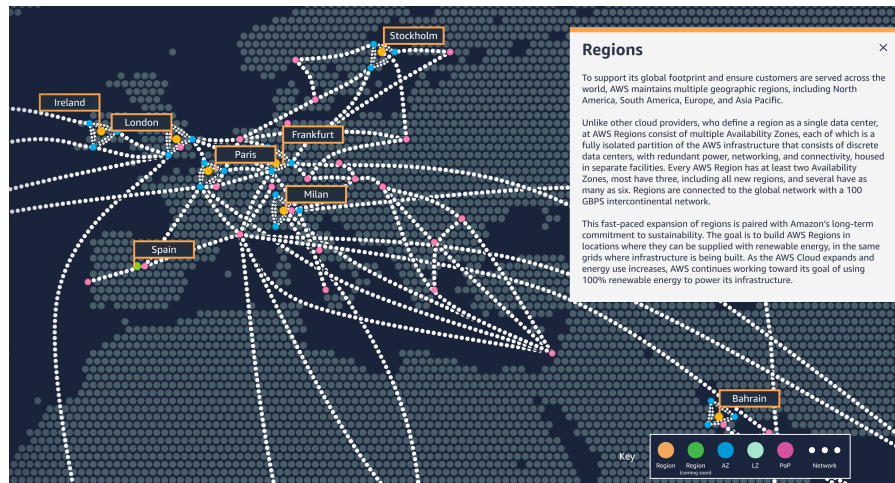 Stockholm
Ireland
London
Frankfurt
Paris
Milan
Spain
Bahrain
Regions
×
To support its global footprint and ensure customers are served across the
world, AWS maintains multiple geographic regions, including North
America, South America, Europe, and Asia Pacific.
Unlike other cloud providers, who define a region as a single data center,
at AWS Regions consist of multiple Availability Zones, each of which is a
fully isolated partition of the AWS infrastructure that consists of discrete
data centers, with redundant power, networking, and connectivity, housed
in separate facilities. Every AWS Region has at least two Availability
Zones, most have three, including all new regions, and several have as
many as six. Regions are connected to the global network with a 100
GBPS intercontinental network.
This fast-paced expansion of regions is paired with Amazon's long-term
commitment to sustainability. The goal is to build AWS Regions in
locations where they can be supplied with renewable energy, in the same
grids where infrastructure is being built. As the AWS Cloud expands and
energy use increases, AWS continues working toward its goal of using
100% renewable energy to power its infrastructure.
Key
Region
Region
(coming soon)
AZ
LZ
PoP
Network